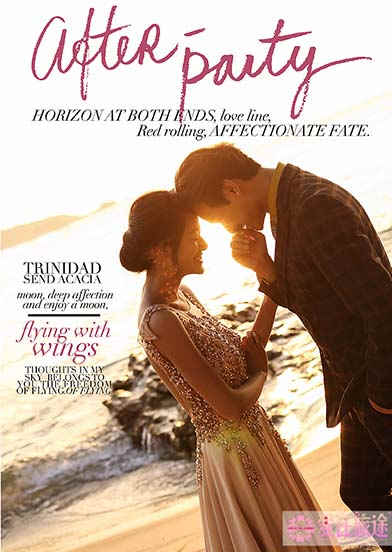 after-party
HORIZON AT BOTH ENDS, love line,
Red rolling, AFFECTIONATE FATE.
TRINIDAD
SEND ACACIA
moon, deep affection
and enjoy a moon,
flying with
wings
THOUGHTS IN MY
SKY, BELONGS TO
YOU, THE FREEDOM
OF FLYING.OF FLYING